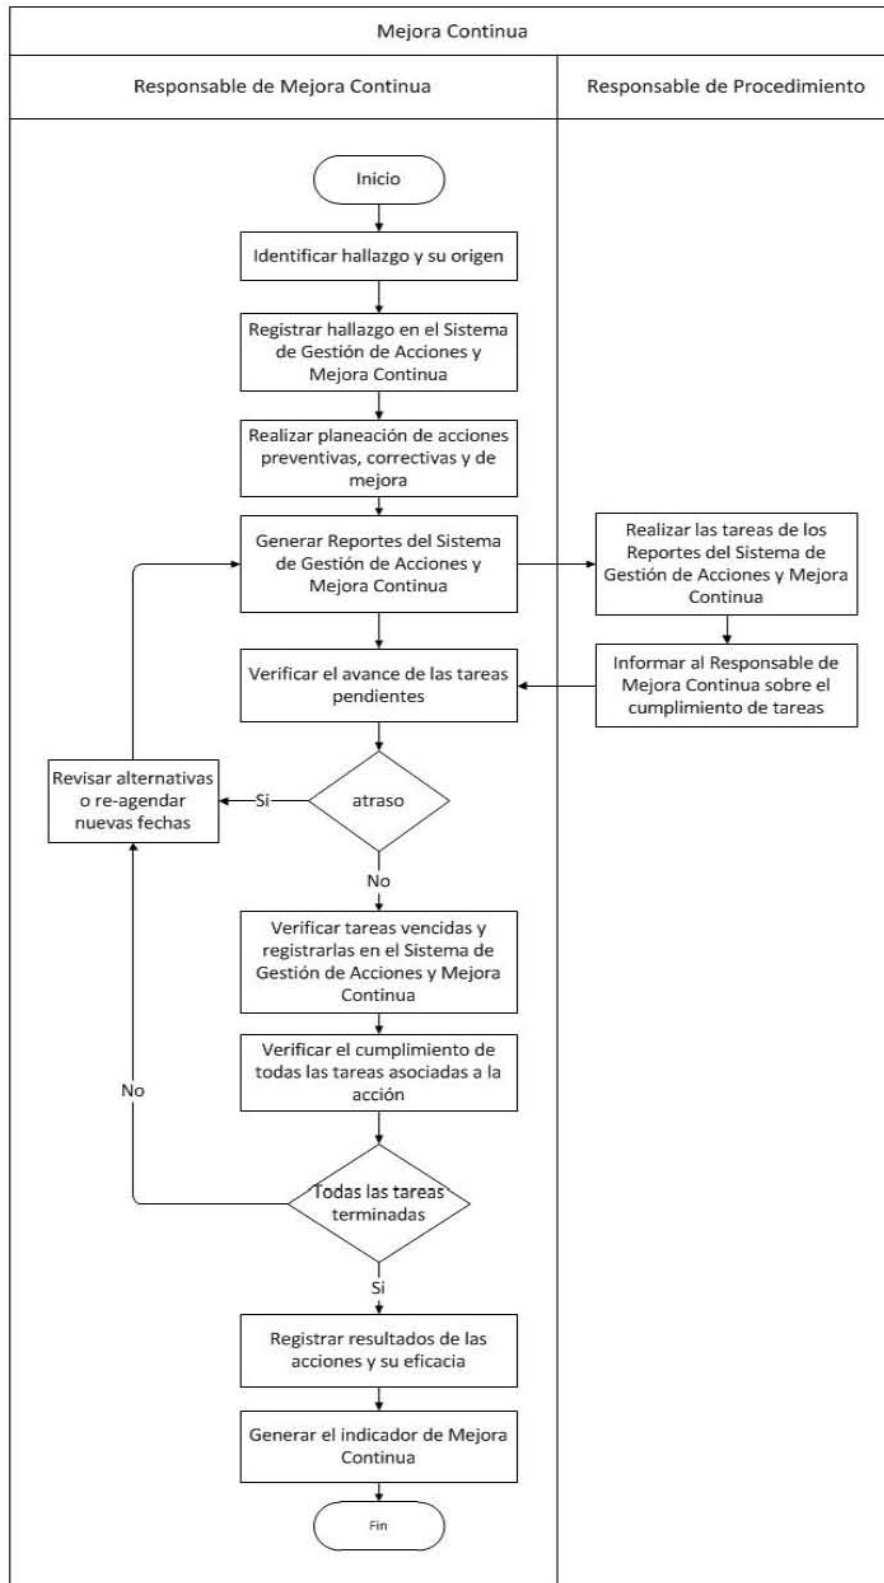 Mejora Continua
Responsable de Mejora Continua
Responsable de Procedimiento
Inicio
Identificar hallazgo y su origen
Registrar hallazgo en el Sistema
de Gestión de Acciones y
Mejora Continua
Realizar planeación de acciones
preventivas, correctivas y de
mejora
Generar Reportes del Sistema
de Gestión de Acciones y
Mejora Continua
Realizar las tareas de los
Reportes del Sistema de
Gestión de Acciones y Mejora
Continua
Verificar el avance de las tareas
pendientes
Informar al Responsable de
Mejora Continua sobre el
cumplimiento de tareas
Revisar alternativas
o re-agendar
nuevas fechas
Sí
atraso
No
Verificar tareas vencidas y
registrarlas en el Sistema de
Gestión de Acciones y Mejora
Continua
Verificar el cumplimiento de
todas las tareas asociadas a la
acción
No
Todas las tareas
terminadas
Si
Registrar resultados de las
acciones y su eficacia
Generar el indicador de Mejora
Continua
Fin